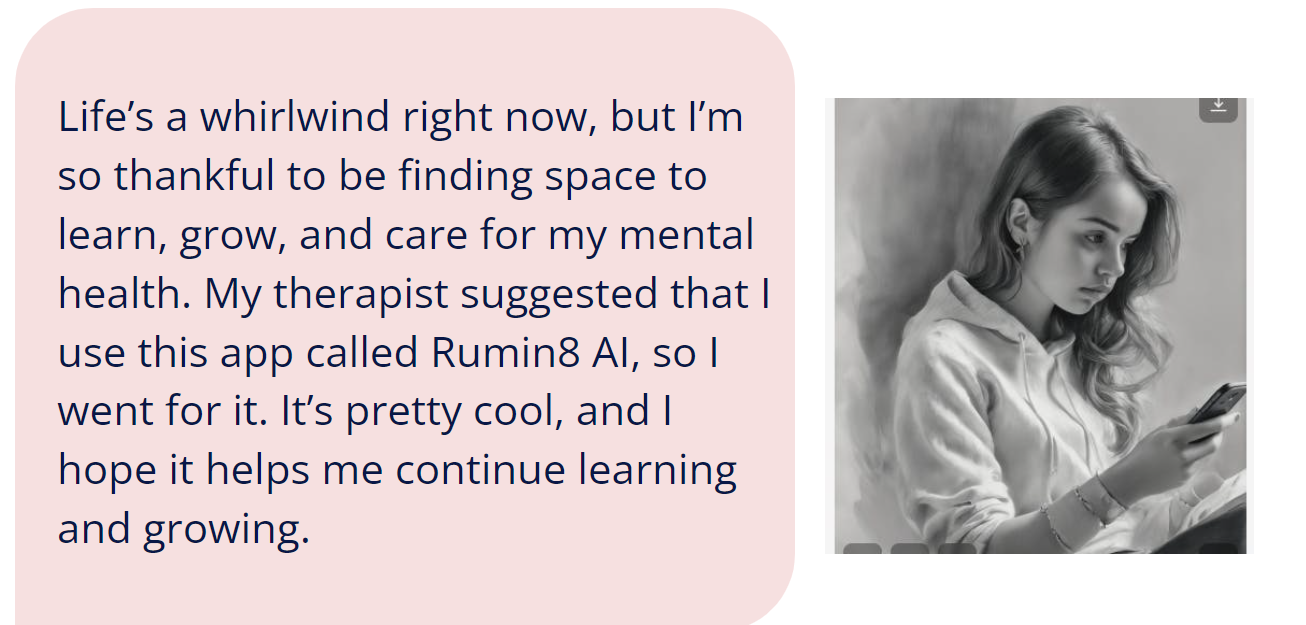 Life’s a whirlwind right now, but I’m
so thankful to be finding space to
learn, grow, and care for my mental
health. My therapist suggested that I
use this app called Rumin8 AI, so I
went for it. It’s pretty cool, and I
hope it helps me continue learning
and growing.